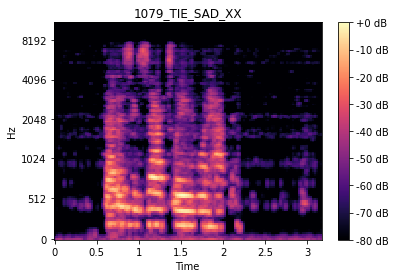 1079_TIE_SAD_XX
8192
4096
2048
1024
512
0
Hz
0 0.5 1 1.5 2 2.5 3
Time
+0 dB
-10 dB
-20 dB
-30 dB
-40 dB
-50 dB
-60 dB
-70 dB
-80 dB